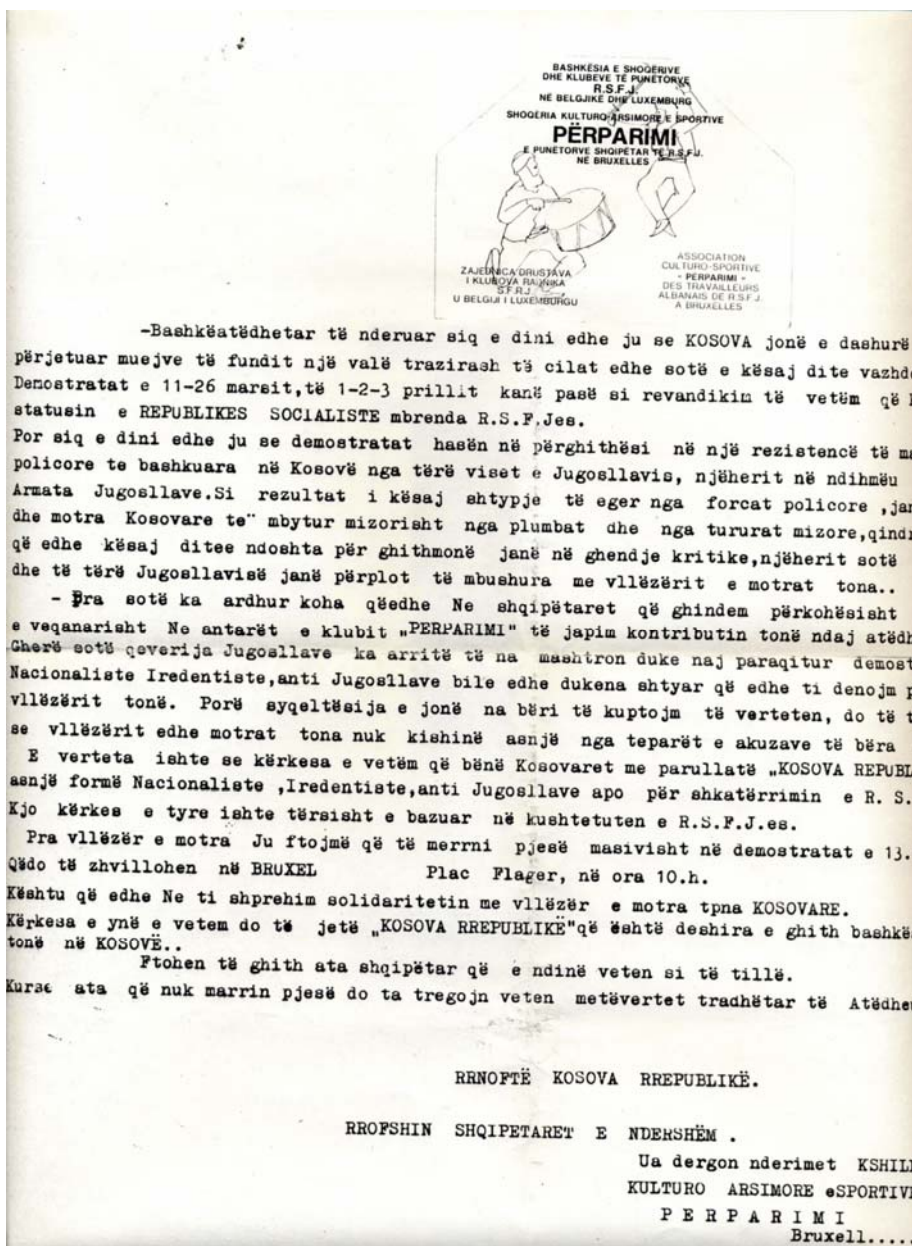 BASHKËSIA E SHOQËRIVE
DHE KLUBEVE TË PUNËTORVE
R.S.F.J.
NË BELGJIKË DHE LUXEMBURG
SHOQËRIA KULTURO-ARSIMORE E SPORTIVE
PËRPARIMI
E PUNËTORVE SHQIPËTAR TË R.S.F.J.
NË BRUXELLES
ZAJEDNICA DRUSTAVA
I KLUBOVA RADNIKA
S.F.R.J.
U BELGIJI I LUXEMBURGU
ASSOCIATION
CULTURO-SPORTIVE
- PERPARIMI -
DES TRAVAILLEURS
ALBANAIS DE R.S.F.J.
A BRUXELLES
-Bashkëatëdhetar të nderuar siq e dini edhe ju se KOSOVA jonë e dashurë
përjetuar muejve të fundit një valë trazirash të cilat edhe sotë e kësaj dite vazhd
Demostratat e 11-26 marsit,të 1-2-3 prillit kanë pasë si revandikim të vetëm që
statusin e REPUBLIKES SOCIALISTE mbrenda R.S.F.Jes.
Por siq e dini edhe ju se demostratat hasën në përghithësi në një rezistencë të ma
policore te bashkuara në Kosovë nga tërë viset e Jugosllavis, njëherit në ndihmëu
Armata Jugosllave.Si rezultat i kësaj shtypje të eger nga forcat policore ,jan
dhe motra Kosovare te" mbytur mizorisht nga plumbat dhe nga tururat mizore,qind
që edhe kësaj ditee ndoshta për ghithmonë janë në ghendje kritike,njëherit sotë
dhe të tërë Jugosllavisë janë përplot të mbushura me vllëzërit e motrat tona..
- Pra sotë ka ardhur koha qëedhe Ne shqipëtaret që ghindem përkohësisht
e veqanarisht Ne antarët e klubit „PERPARIMI" të japim kontributin tonë ndaj atëdh
Gherë sotë qeverija Jugosllave ka arritë të na mashtron duke naj paraqitur demost
Nacionaliste Iredentiste,anti Jugosllave bile edhe dukena shtyar që edhe ti denojm p
vllëzërit tonë. Porë syqeltësija e jonë na bëri të kuptojm të verteten, do të t
se vllëzërit edhe motrat tona nuk kishinë asnjë nga teparët e akuzave të bëra
E verteta ishte se kërkesa e vetëm që bënë Kosovaret me parullatë „KOSOVA REPUBL
asnjë formë Nacionaliste ,Iredentiste,anti Jugosllave apo për shkatërrimin e R. S.
Kjo kërkes e tyre ishte tërsisht e bazuar në kushtetuten e R.S.F.J.es.
Pra vllëzër e motra Ju ftojmë që të merrni pjesë masivisht në demostratat e 13.
Qëdo të zhvillohen në BRUXEL Plac Flager, në ora 10.h.
Kështu që edhe Ne ti shprehim solidaritetin me vllëzër e motra tpna KOSOVARE.
Kërkesa e ynë e vetem do të jetë „KOSOVA RREPUBLIKË"që është deshira e ghith bashkë
tonë në KOSOVË..
Ftohen të ghith ata shqipëtar që e ndinë veten si të tillë.
Kurse ata që nuk marrin pjesë do ta tregojn veten metëvertet tradhëtar të Atëdhe
RRNOFTË KOSOVA RREPUBLIKË.
RROFSHIN SHQIPETARET E NDERSHËM .
Ua dergon nderimet KSHILL
KULTURO ARSIMORE eSPORTIVE
P E R P A R I M I
Bruxell.....